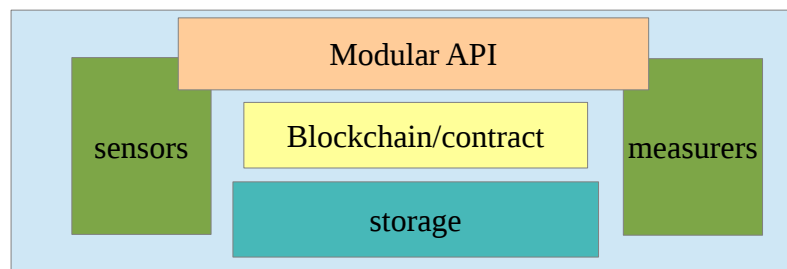 Modular API
sensors
Blockchain/contract
measurers
storage